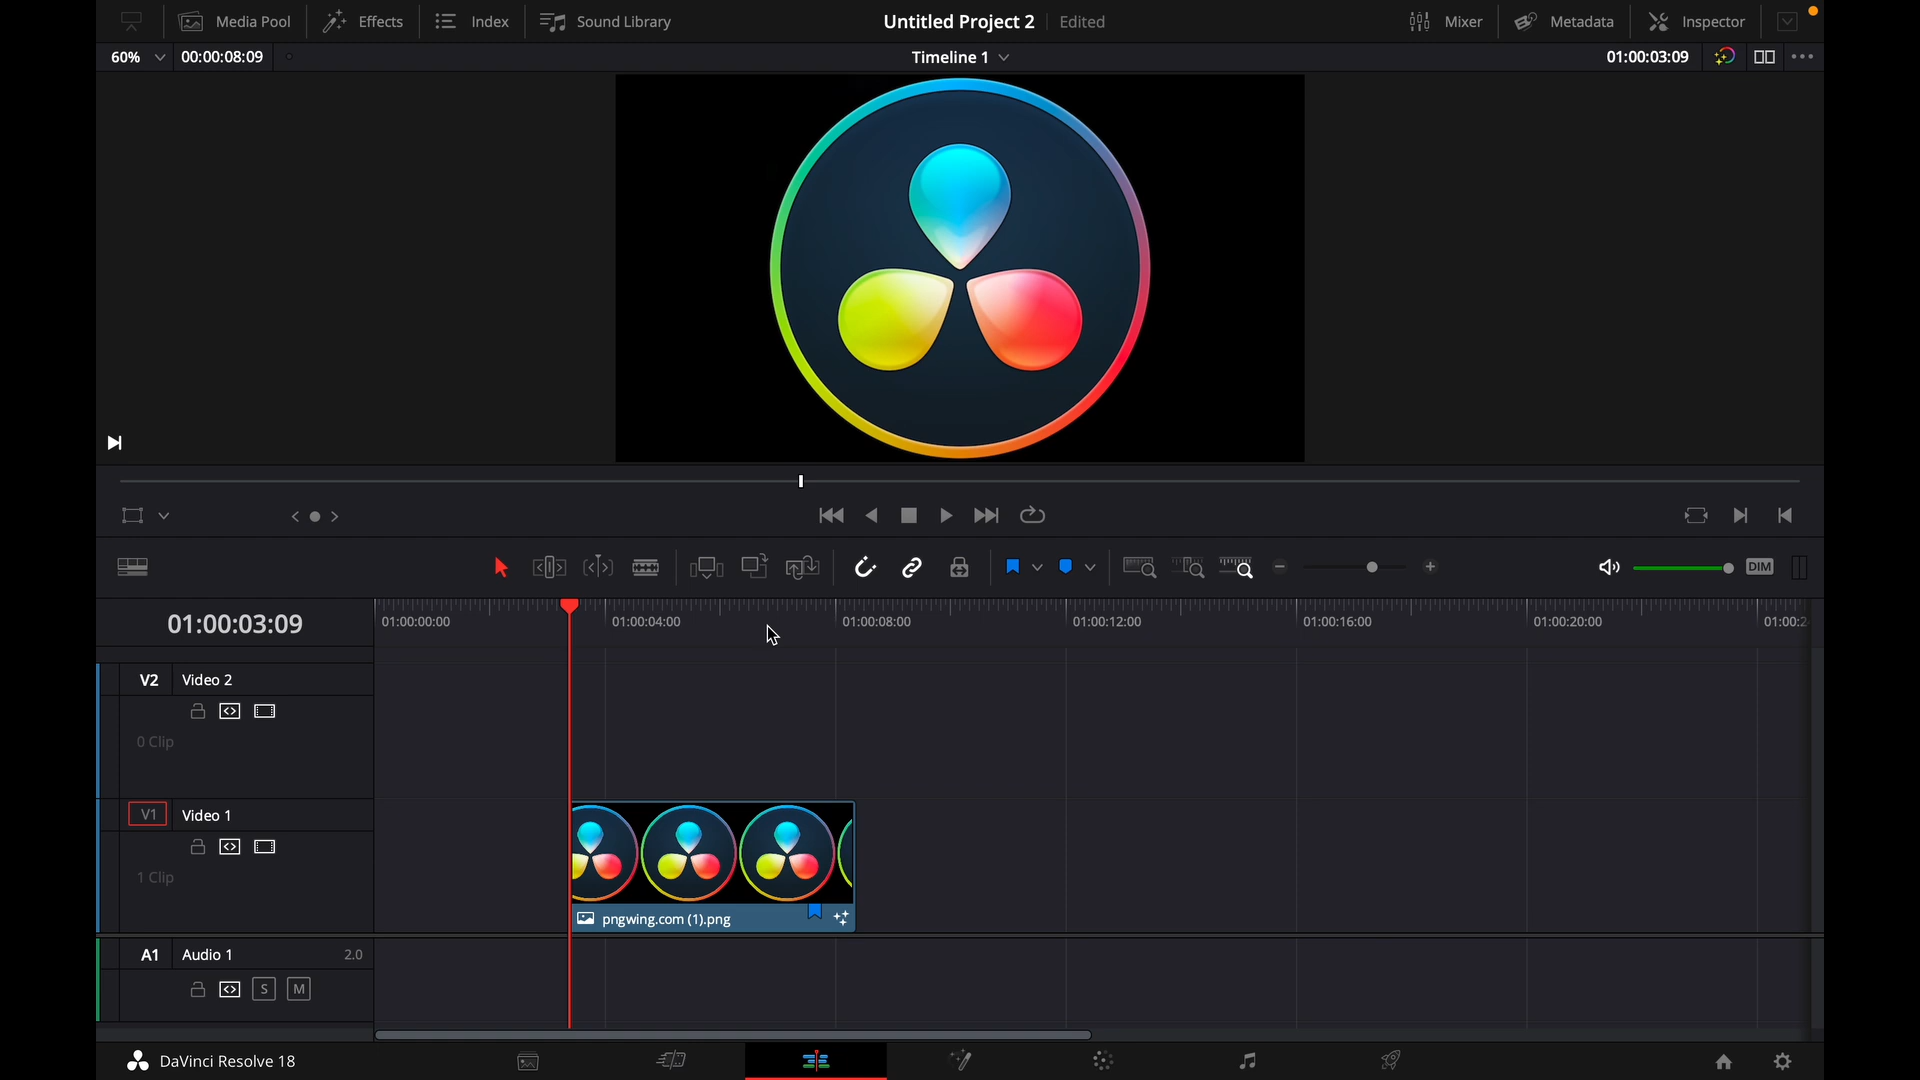 Media Pool Effects Index Sound Library Untitled Project 2 Edited Mixer Metadata Inspector
60% 00:00:08:09 Timeline 1 01:00:03:09
DIM
01:00:03:09 01:00:00:00 01:00:04:00 01:00:08:00 01:00:12:00 01:00:16:00 01:00:20:00 01:00:2
V2 Video 2
0 Clip
V1 Video 1
1 Clip
pngwing.com (1).png
A1 Audio 1 2.0
S M
DaVinci Resolve 18